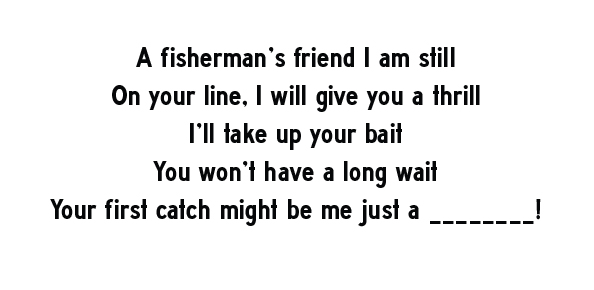 A fisherman's friend I am still
On your line, I will give you a thrill
I'll take up your bait
You won't have a long wait
Your first catch might be me just a ________!